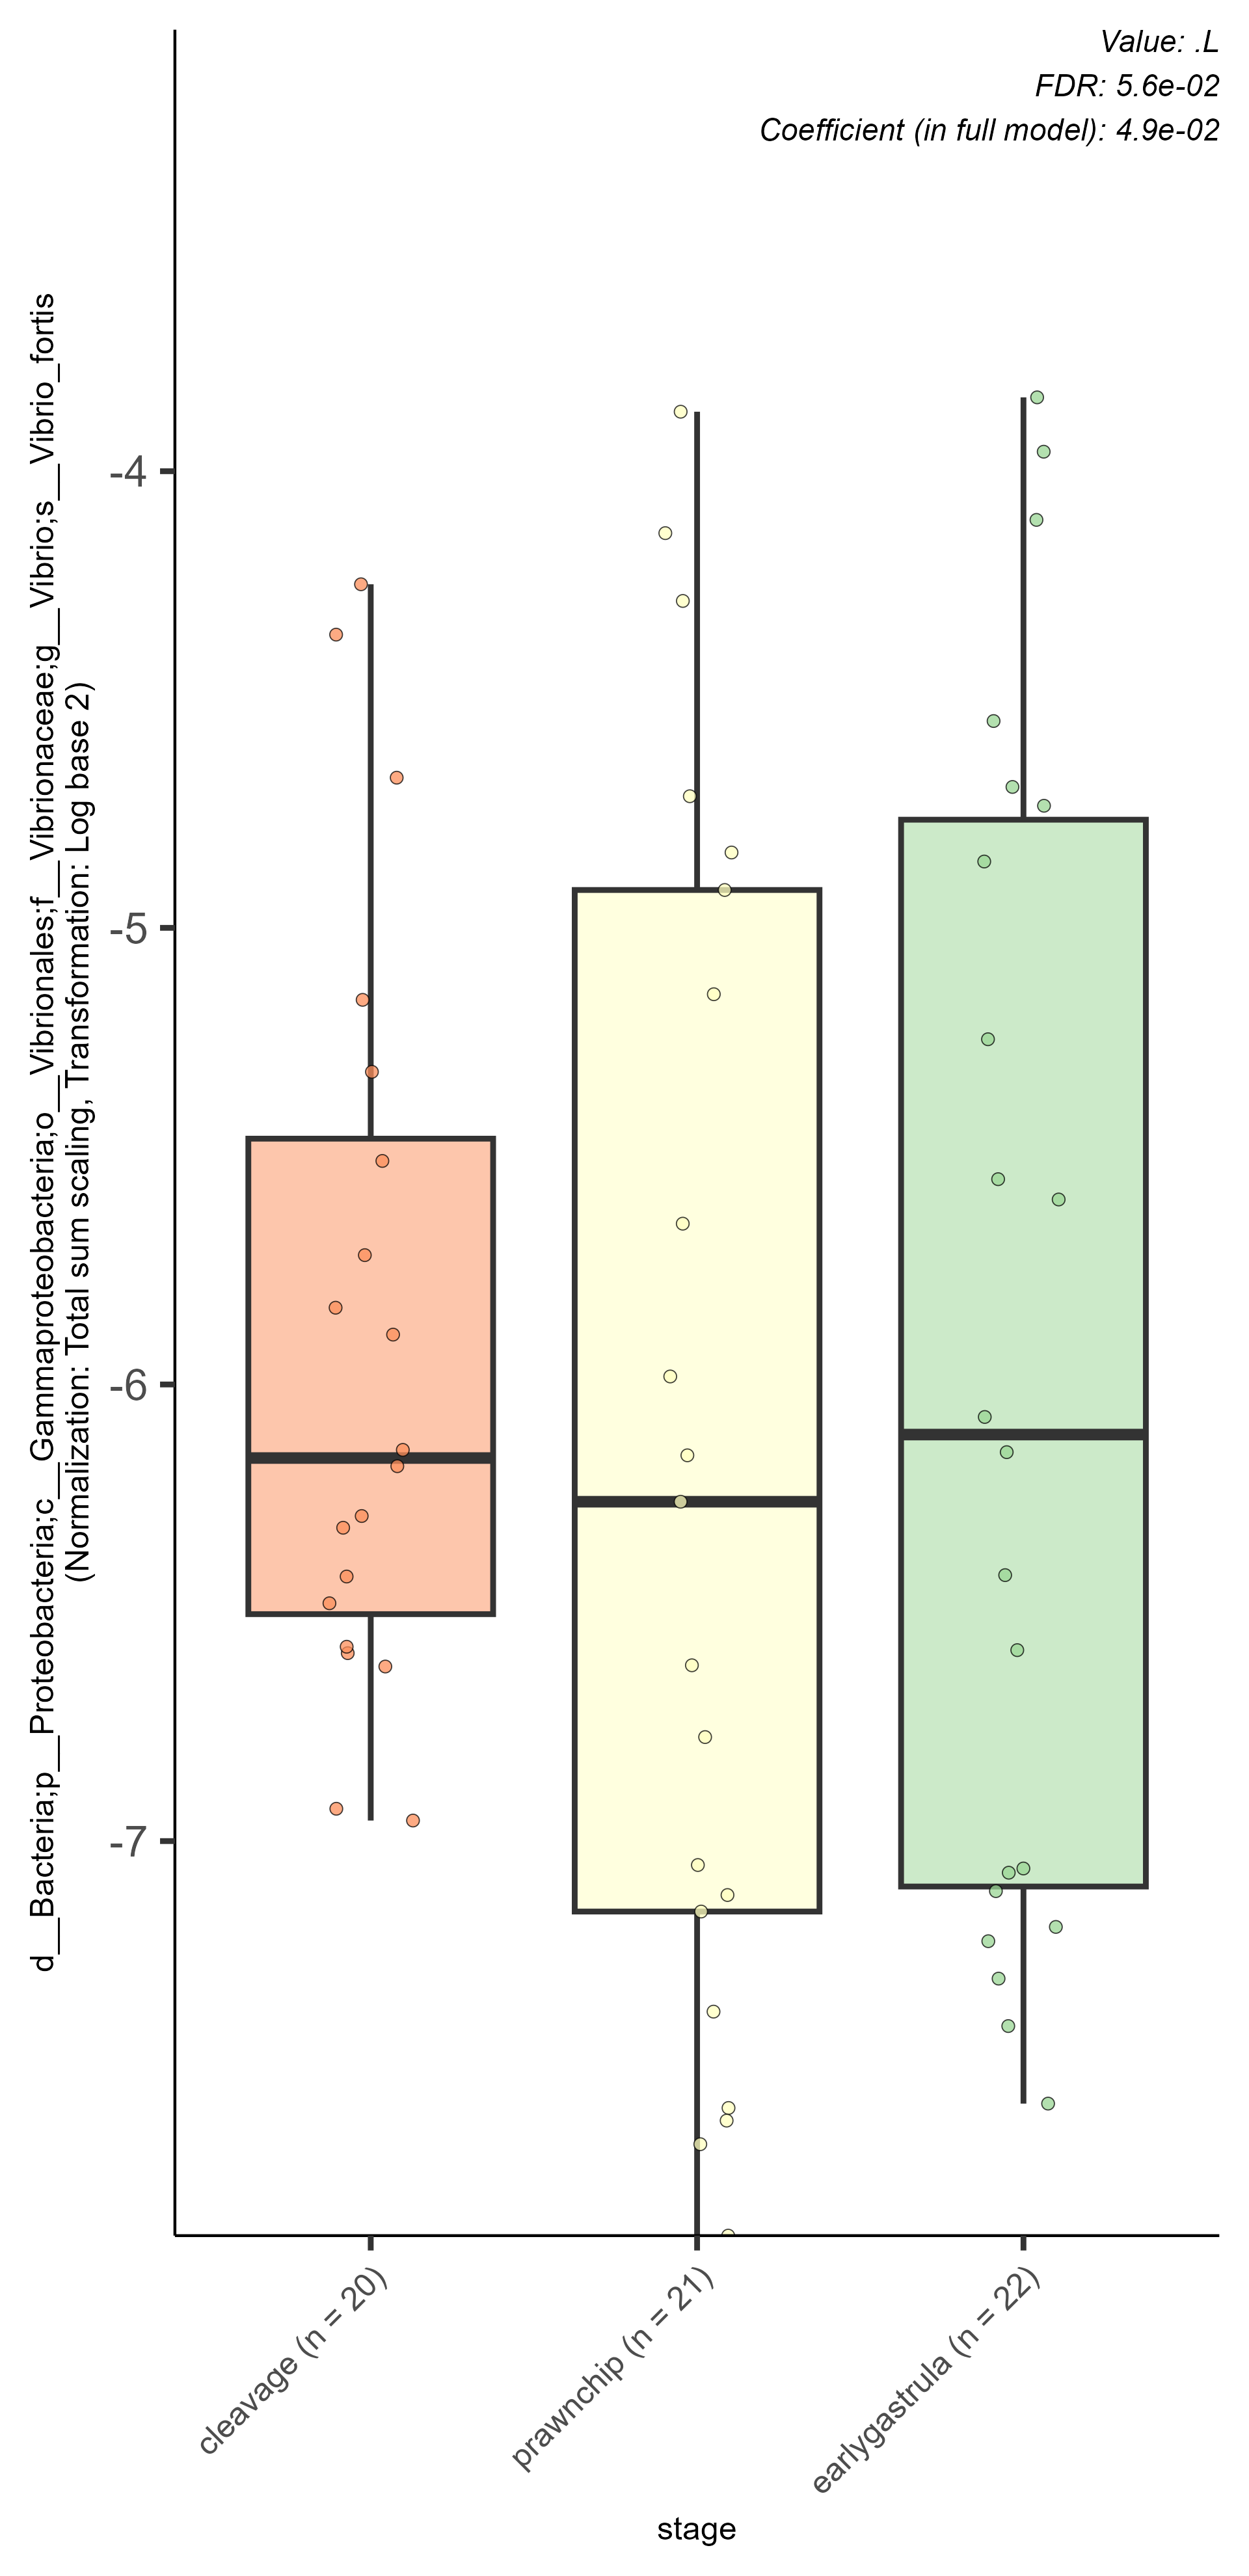 Value: .L
FDR: 5.6e-02
Coefficient (in full model): 4.9e-02
d__Bacteria;p__Proteobacteria;c__Gammaproteobacteria;o__Vibrionales;f__Vibrionaceae;g__Vibrio;s__Vibrio_fortis
(Normalization: Total sum scaling, Transformation: Log base 2)
-4
-5
-6
-7
cleavage (n = 20)
prawnchip (n = 21)
earlygastrula (n = 22)
stage